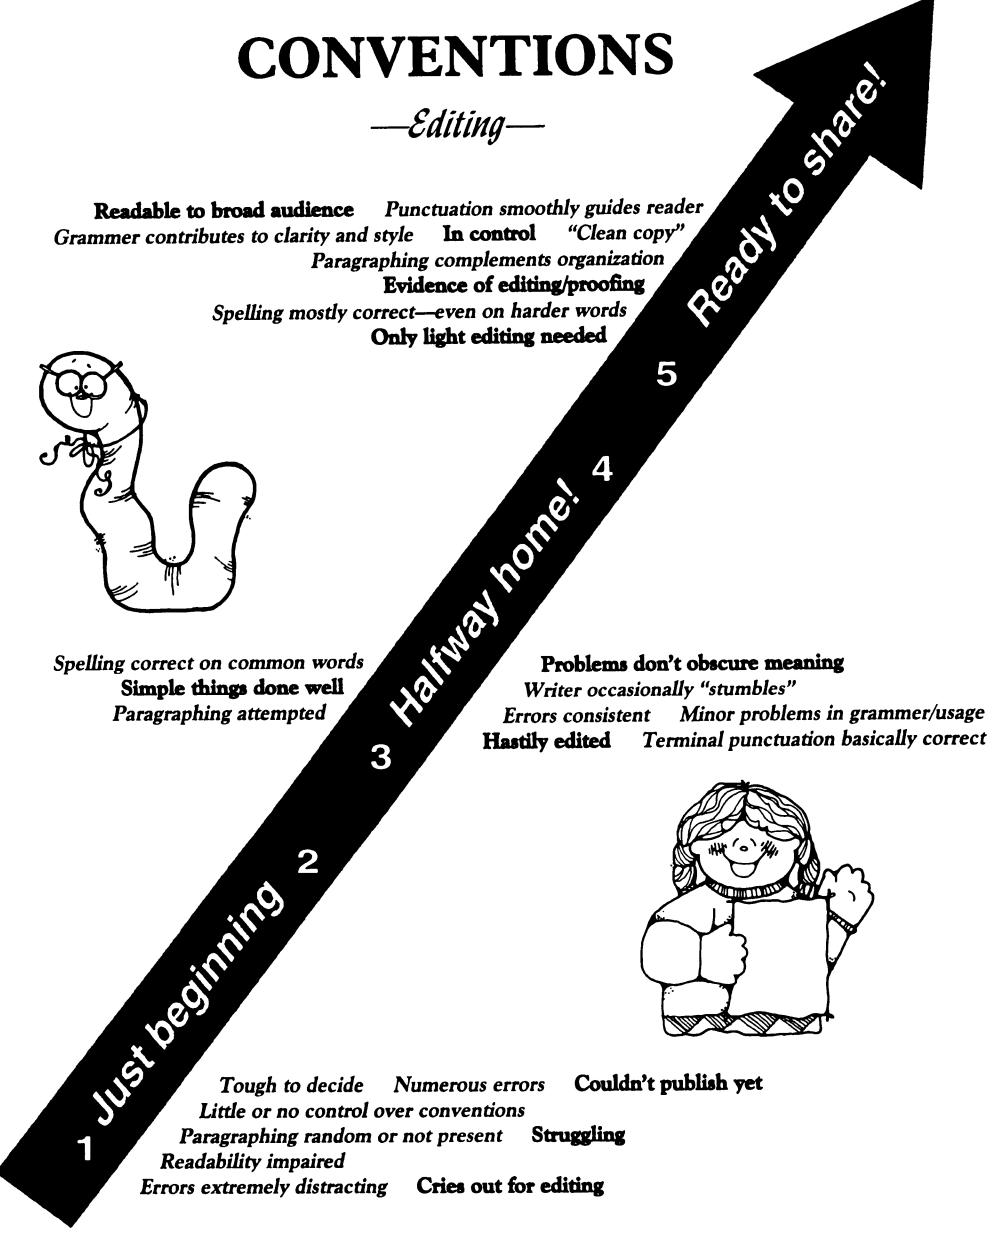 CONVENTIONS
—Editing—
Readable to broad audience Punctuation smoothly guides reader
Grammer contributes to clarity and style In control “Clean copy”
Paragraphing complements organization
Evidence of editing/proofing
Spelling mostly correct—even on harder words
Only light editing needed
Ready to share!
5
4
Halfway home!
3
Spelling correct on common words
Simple things done well
Paragraphing attempted
Problems don’t obscure meaning
Writer occasionally “stumbles”
Errors consistent Minor problems in grammer/usage
Hastily edited Terminal punctuation basically correct
2
Just beginning
1
Tough to decide Numerous errors Couldn’t publish yet
Little or no control over conventions
Paragraphing random or not present Struggling
Readability impaired
Errors extremely distracting Cries out for editing